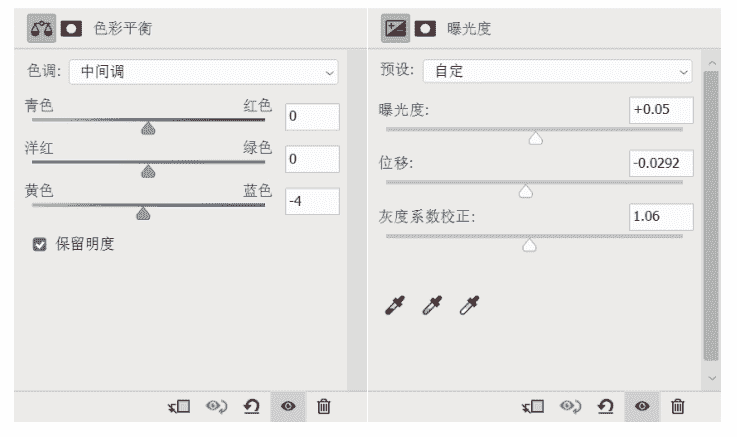 色彩平衡
色调: 中间调
青色 红色 0
洋红 绿色 0
黄色 蓝色 -4
保留明度
曝光度
预设: 自定
曝光度: +0.05
位移: -0.0292
灰度系数校正: 1.06